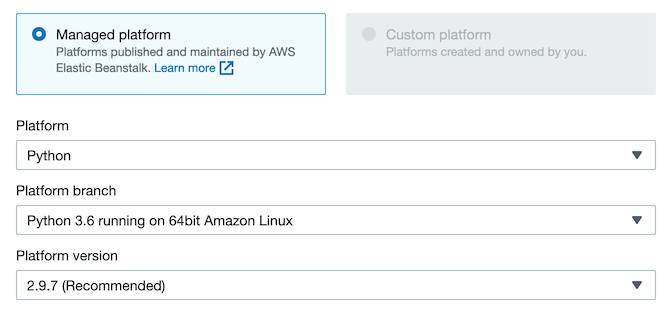 Managed platform
Platforms published and maintained by AWS
Elastic Beanstalk. Learn more
Custom platform
Platforms created and owned by you.
Platform
Python
Platform branch
Python 3.6 running on 64bit Amazon Linux
Platform version
2.9.7 (Recommended)